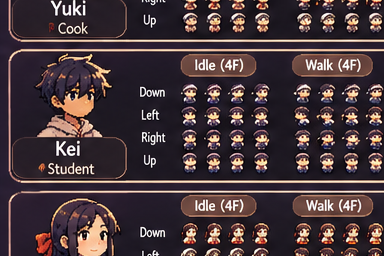 Right
Yuki
Up
Cook
Idle (4F) Walk (4F)
Down
Left
Right
Up
Kei
Student
Idle (4F) Walk (4F)
Down
Left